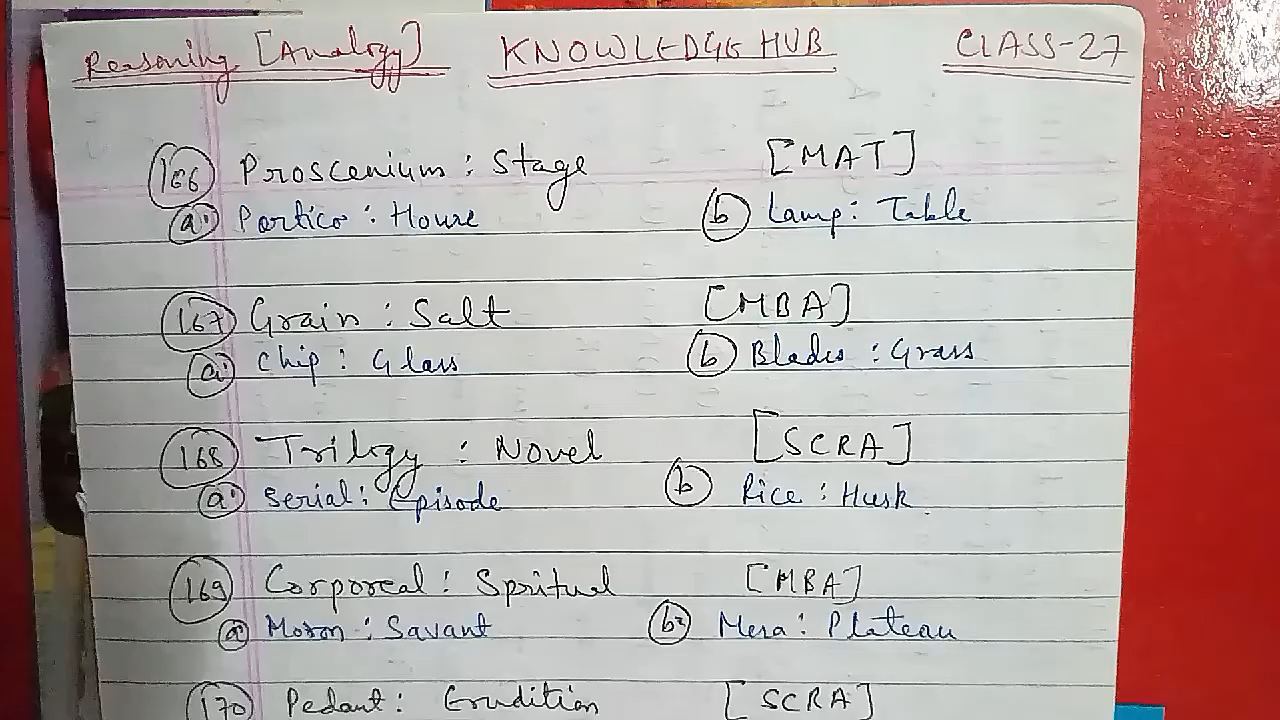 Reasoning [Analogy] KNOWLEDGE HUB CLASS-27
166 Proscenium : Stage [MAT]
a. Portico : House b Lamp : Table
167 Grain : Salt [MBA]
a. Chip : Glass b Blades : Grass
168 Trilogy : Novel [SCRA]
a. Serial : Episode b Rice : Husk
169 Corporeal : Spritual [MBA]
a Moron : Savant b. Mesa : Plateau
170 Pedant : Erudition [SCRA]